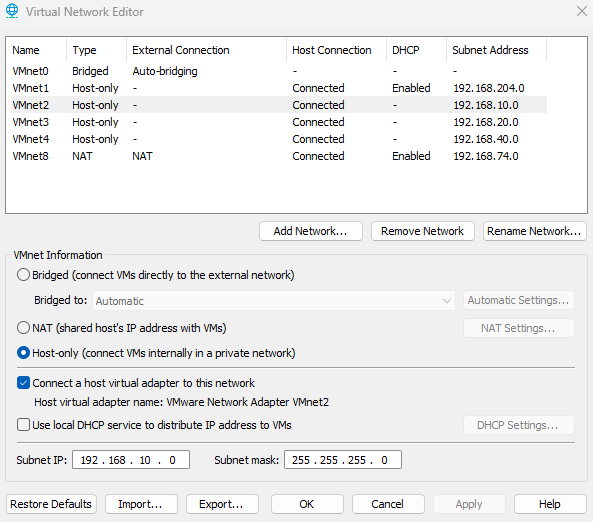 Virtual Network Editor
Name Type External Connection Host Connection DHCP Subnet Address
VMnet0 Bridged Auto-bridging - - -
VMnet1 Host-only - Connected Enabled 192.168.204.0
VMnet2 Host-only - Connected - 192.168.10.0
VMnet3 Host-only - Connected - 192.168.20.0
VMnet4 Host-only - Connected - 192.168.40.0
VMnet8 NAT NAT Connected Enabled 192.168.74.0
Add Network... Remove Network Rename Network...
VMnet Information
Bridged (connect VMs directly to the external network)
Bridged to: Automatic Automatic Settings...
NAT (shared host's IP address with VMs) NAT Settings...
Host-only (connect VMs internally in a private network)
Connect a host virtual adapter to this network
Host virtual adapter name: VMware Network Adapter VMnet2
Use local DHCP service to distribute IP address to VMs DHCP Settings...
Subnet IP: 192 . 168 . 10 . 0 Subnet mask: 255 . 255 . 255 . 0
Restore Defaults Import... Export... OK Cancel Apply Help